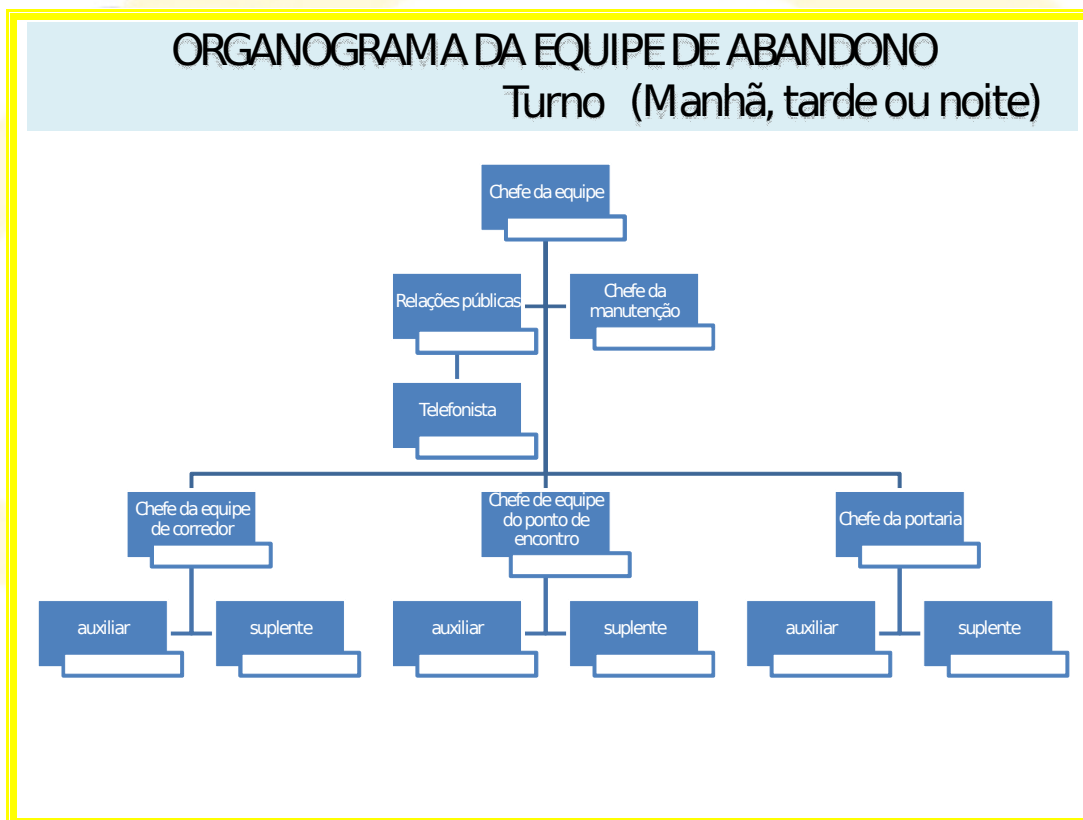 ORGANOGRAMA DA EQUIPE DE ABANDONO
Turno (Manhã, tarde ou noite)
Chefe da equipe
Relações públicas
Chefe da
manutenção
Telefonista
Chefe da equipe
de corredor
Chefe de equipe
do ponto de
encontro
Chefe da portaria
auxiliar
suplente
auxiliar
suplente
auxiliar
suplente